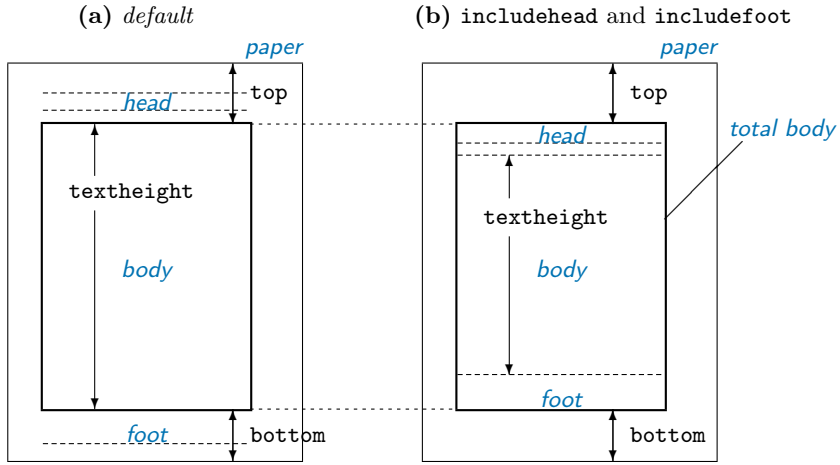 (a) default
paper
top
head
textheight
body
foot
bottom
(b) includehead and includefoot
paper
top
head
total body
textheight
body
foot
bottom